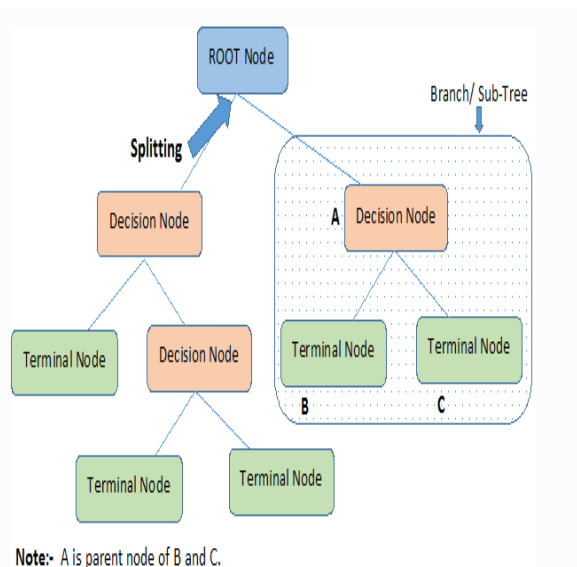 ROOT Node
Branch/ Sub-Tree
Splitting
Decision Node
A
Decision Node
Terminal Node
Decision Node
Terminal Node
Terminal Node
B
C
Terminal Node
Terminal Node
Note:- A is parent node of B and C.